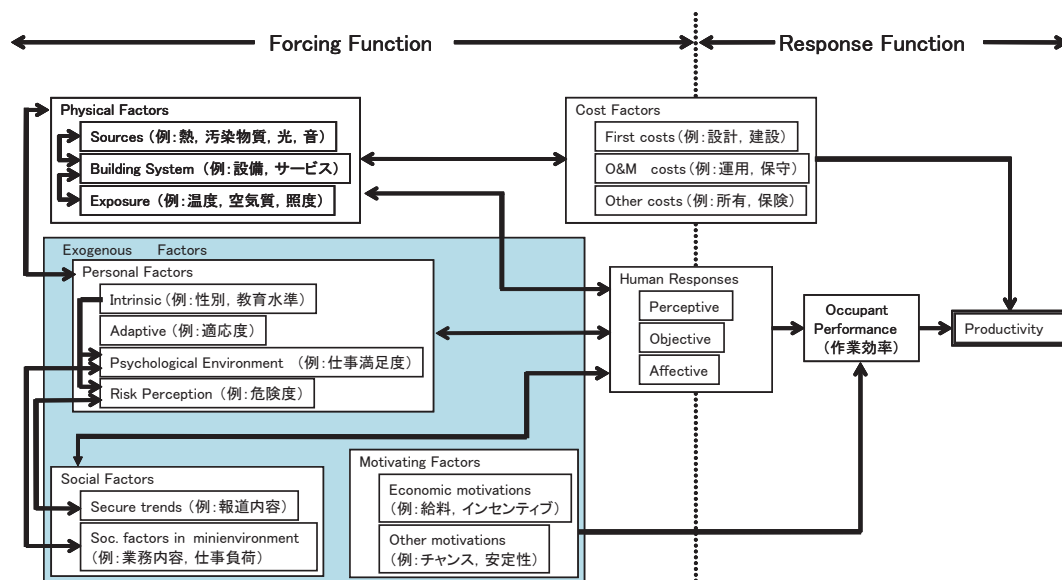 Forcing Function
Response Function
Physical Factors
Sources (例:熱, 汚染物質, 光, 音)
Building System (例:設備, サービス)
Exposure (例:温度, 空気質, 照度)
Cost Factors
First costs (例:設計, 建設)
O&M costs (例:運用, 保守)
Other costs (例:所有, 保険)
Exogenous Factors
Personal Factors
Intrinsic (例:性別, 教育水準)
Adaptive (例:適応度)
Psychological Environment (例:仕事満足度)
Risk Perception (例:危険度)
Human Responses
Perceptive
Objective
Affective
Occupant
Performance
(作業効率)
Productivity
Social Factors
Secure trends (例:報道内容)
Soc. factors in minienvironment
(例:業務内容, 仕事負荷)
Motivating Factors
Economic motivations
(例:給料, インセンティブ)
Other motivations
(例:チャンス, 安定性)